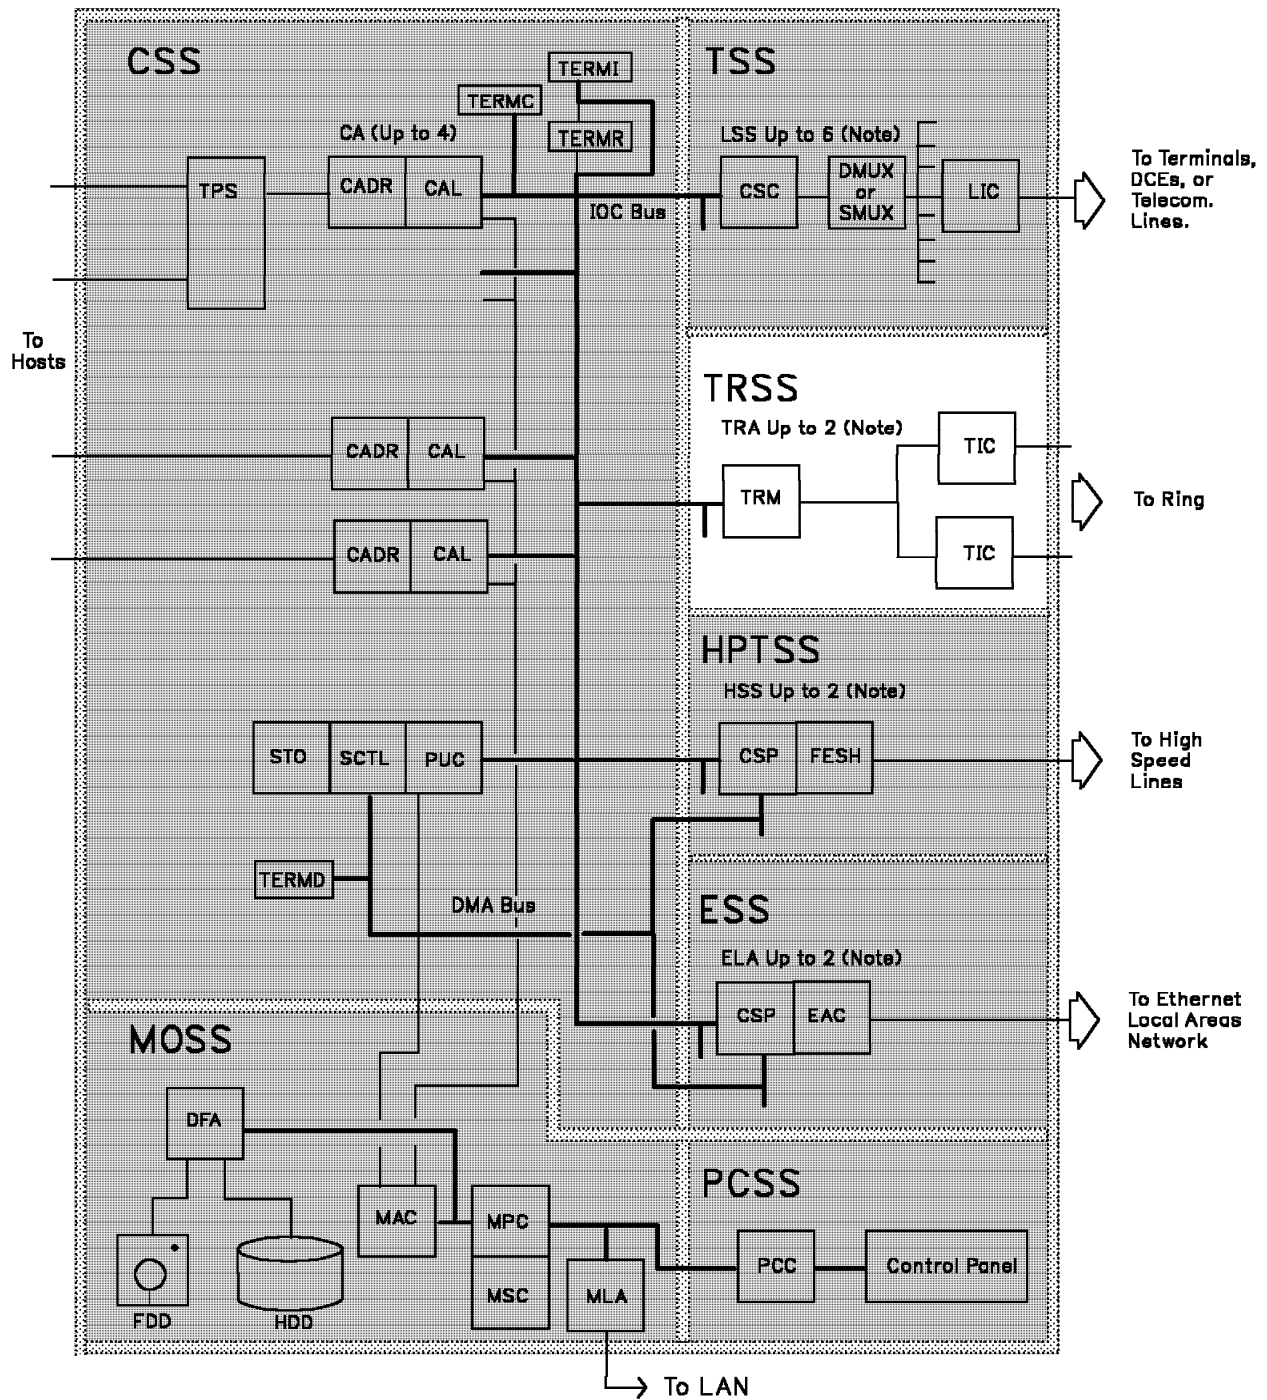 CSS
TERMI
TERMC
TERMR
CA (Up to 4)
TPS
CADR
CAL
IOC Bus
To
Hosts
CADR
CAL
CADR
CAL
STO
SCTL
PUC
TERMD
DMA Bus
TSS
LSS Up to 6 (Note)
CSC
DMUX
or
SMUX
LIC
To Terminals,
DCEs, or
Telecom.
Lines.
TRSS
TRA Up to 2 (Note)
TRM
TIC
TIC
To Ring
HPTSS
HSS Up to 2 (Note)
CSP
FESH
To High
Speed
Lines
ESS
ELA Up to 2 (Note)
CSP
EAC
To Ethernet
Local Areas
Network
MOSS
DFA
MAC
MPC
MSC
MLA
FDD
HDD
PCSS
PCC
Control Panel
To LAN